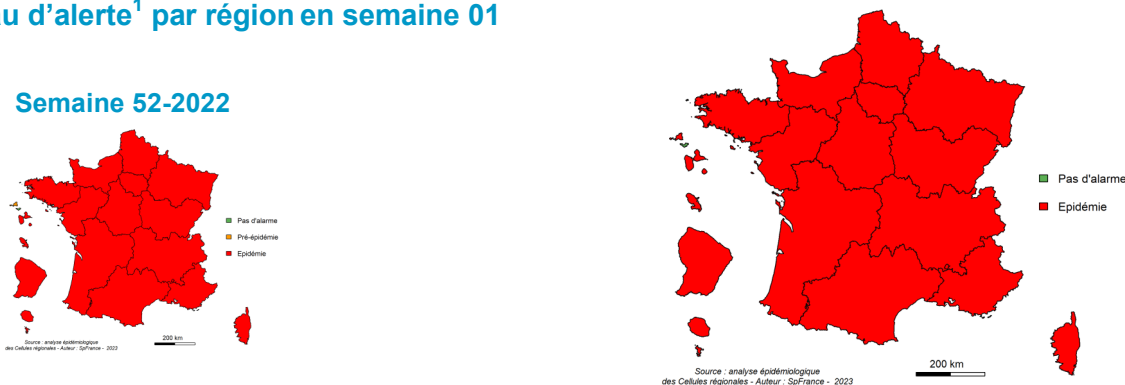 au d'alerte¹ par région en semaine 01
Semaine 52-2022
Pas d'alarme
Pré-épidémie
Epidémie
200 km
Source : analyse épidémiologique
des Cellules régionales - Auteur : SpFrance - 2023
Pas d'alarme
Epidémie
200 km
Source : analyse épidémiologique
des Cellules régionales - Auteur : SpFrance - 2023